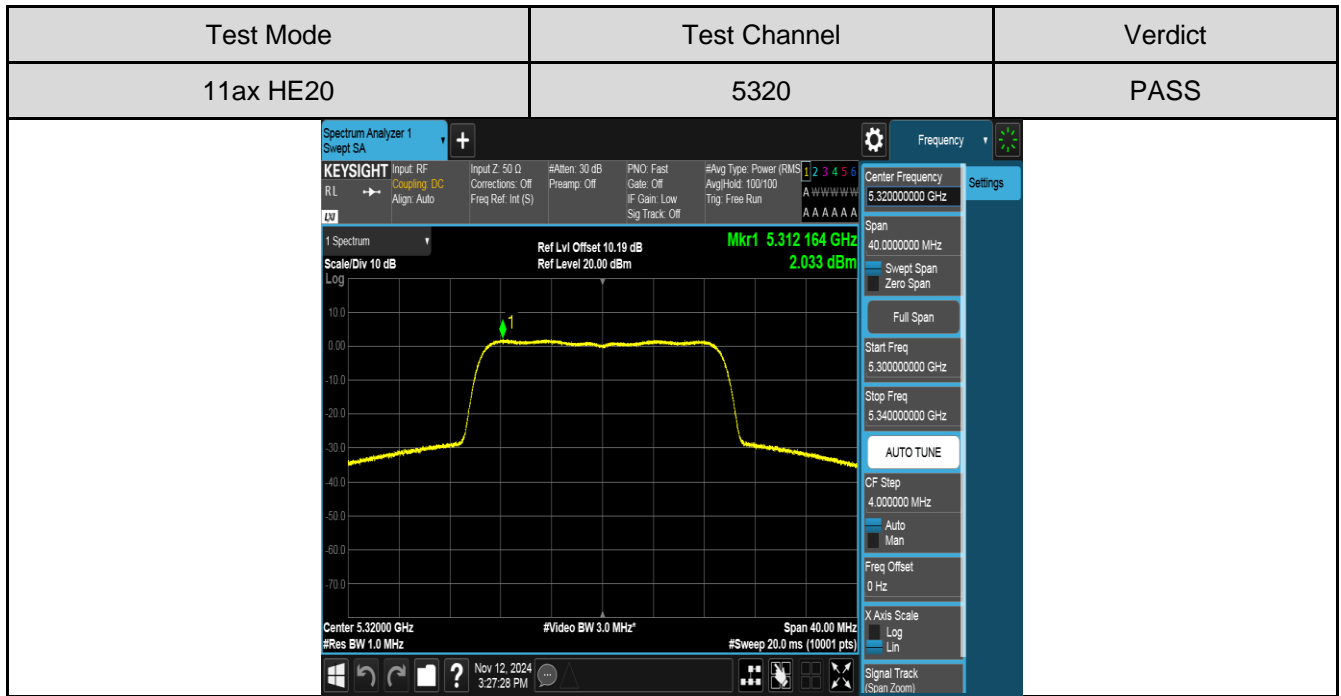 Test Mode Test Channel Verdict
11ax HE20 5320 PASS
Spectrum Analyzer 1
Swept SA
+
Frequency
KEYSIGHT Input: RF
R L Coupling: DC
Align: Auto
LXI
Input Z: 50 Ω
Corrections: Off
Freq Ref: Int (S)
#Atten: 30 dB
Preamp: Off
PNO: Fast
Gate: Off
IF Gain: Low
Sig Track: Off
#Avg Type: Power (RMS
Avg|Hold: 100/100
Trig: Free Run
1 2 3 4 5 6
A W W W W W
A A A A A A
1 Spectrum
Scale/Div 10 dB
Log
Ref Lvl Offset 10.19 dB
Ref Level 20.00 dBm
Mkr1 5.312 164 GHz
2.033 dBm
1
10.0
0.00
-10.0
-20.0
-30.0
-40.0
-50.0
-60.0
-70.0
Center 5.32000 GHz #Video BW 3.0 MHz* Span 40.00 MHz
#Res BW 1.0 MHz #Sweep 20.0 ms (10001 pts)
?
Nov 12, 2024
3:27:28 PM
Center Frequency
5.320000000 GHz
Settings
Span
40.0000000 MHz
Swept Span
Zero Span
Full Span
Start Freq
5.300000000 GHz
Stop Freq
5.340000000 GHz
AUTO TUNE
CF Step
4.000000 MHz
Auto
Man
Freq Offset
0 Hz
X Axis Scale
Log
Lin
Signal Track
(Span Zoom)